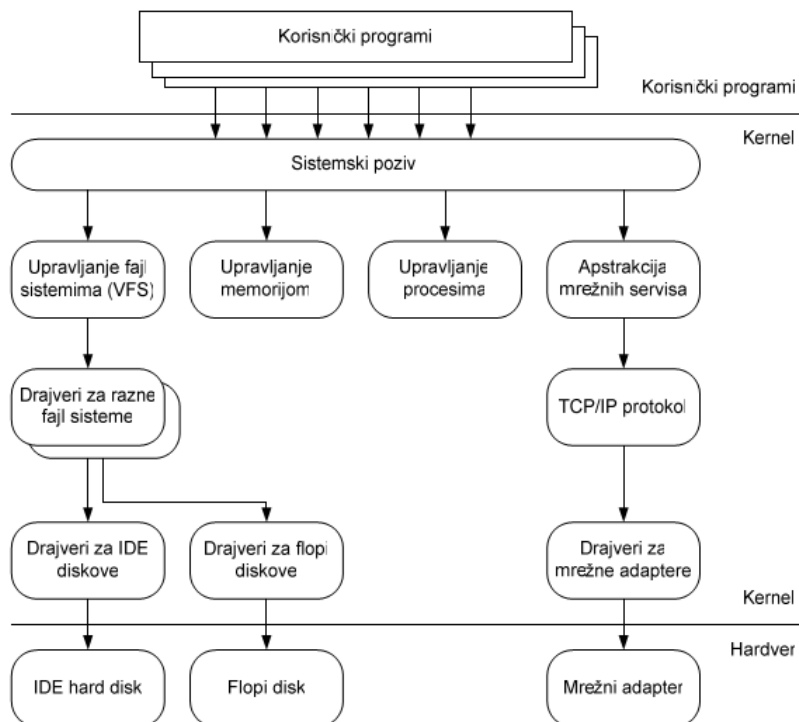 Korisnički programi
Korisnički programi
Kernel
Sistemski poziv
Upravljanje fajl
sistemima (VFS)
Upravljanje
memorijom
Upravljanje
procesima
Apstrakcija
mrežnih servisa
Drajveri za razne
fajl sisteme
TCP/IP protokol
Drajveri za IDE
diskove
Drajveri za flopi
diskove
Drajveri za
mrežne adaptere
Kernel
Hardver
IDE hard disk
Flopi disk
Mrežni adapter